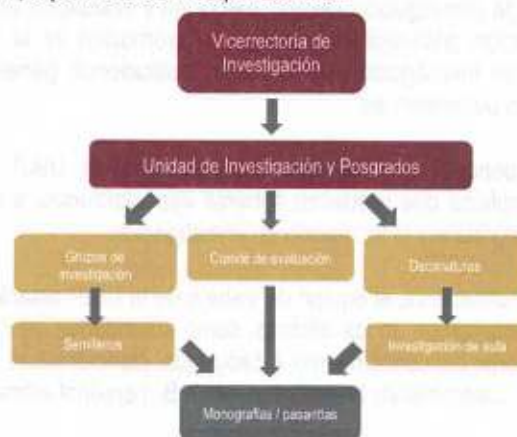 Vicerrectoría de
Investigación
Unidad de Investigación y Posgrados
Grupos de
investigación
Comité de evaluación
Decanaturas
Semilleros
Investigación de aula
Monografías / pasantías